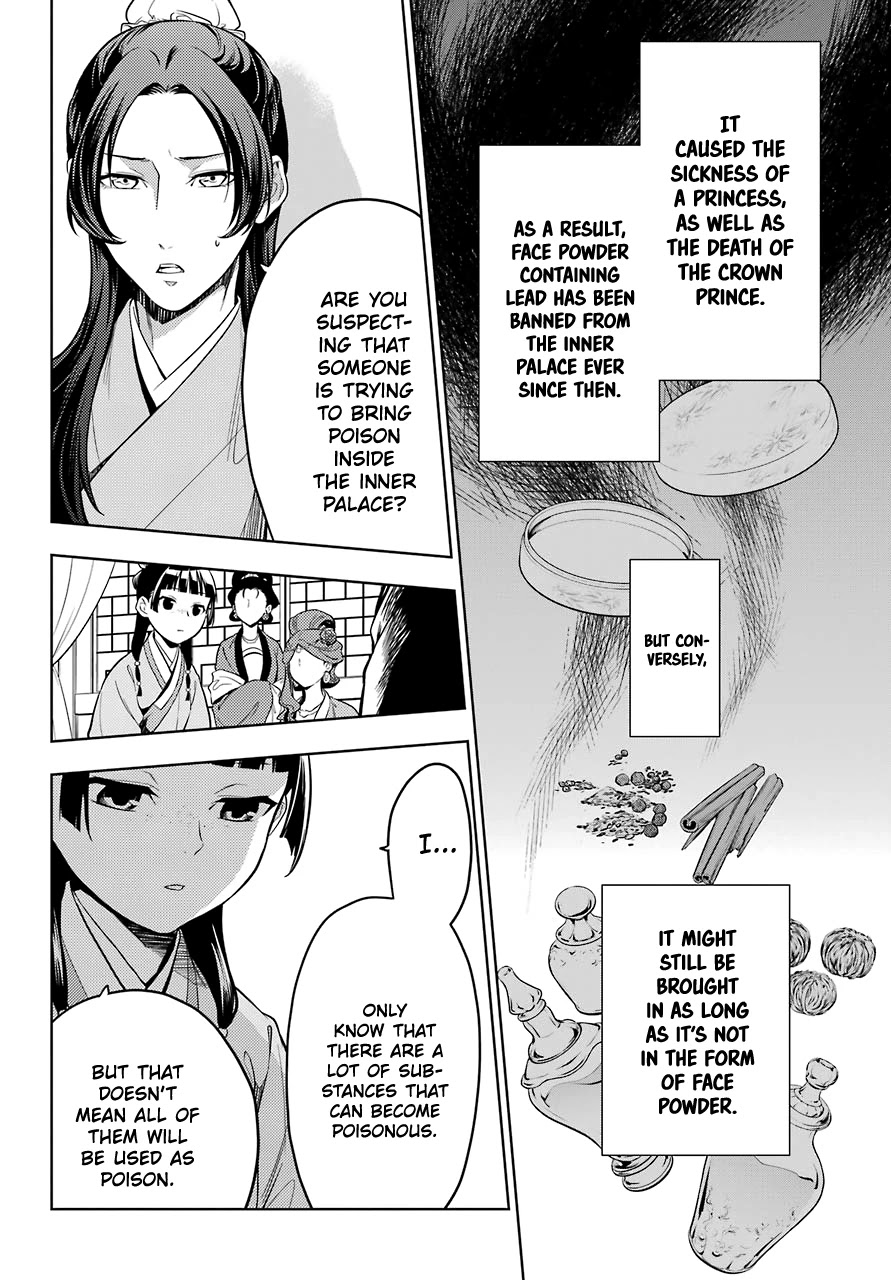 IT
CAUSED THE
SICKNESS OF
A PRINCESS,
AS WELL AS
THE DEATH OF
THE CROWN
PRINCE.
AS A RESULT,
FACE POWDER
CONTAINING
LEAD HAS BEEN
BANNED FROM
THE INNER
PALACE EVER
SINCE THEN.
BUT CON-
VERSELY,
IT MIGHT
STILL BE
BROUGHT
IN AS LONG
AS IT'S NOT
IN THE FORM
OF FACE
POWDER.
ARE YOU
SUSPECT-
ING THAT
SOMEONE
IS TRYING
TO BRING
POISON
INSIDE
THE INNER
PALACE?
I...
ONLY
KNOW THAT
THERE ARE A
LOT OF SUB-
STANCES THAT
CAN BECOME
POISONOUS.
BUT THAT
DOESN'T
MEAN ALL OF
THEM WILL
BE USED AS
POISON.